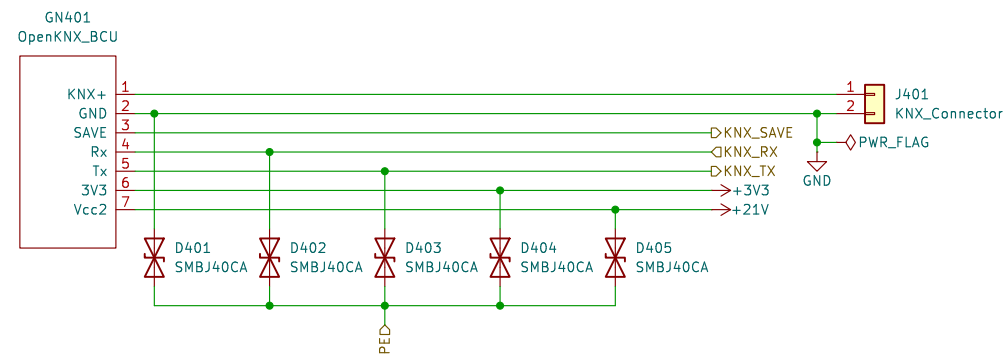 GN401
OpenKNX_BCU
KNX+ 1
GND 2
SAVE 3
Rx 4
Tx 5
3V3 6
Vcc2 7
1 J401
2 KNX_Connector
KNX_SAVE
KNX_RX
KNX_TX
+3V3
+21V
PWR_FLAG
GND
D401
SMBJ40CA
D402
SMBJ40CA
D403
SMBJ40CA
D404
SMBJ40CA
D405
SMBJ40CA
PE